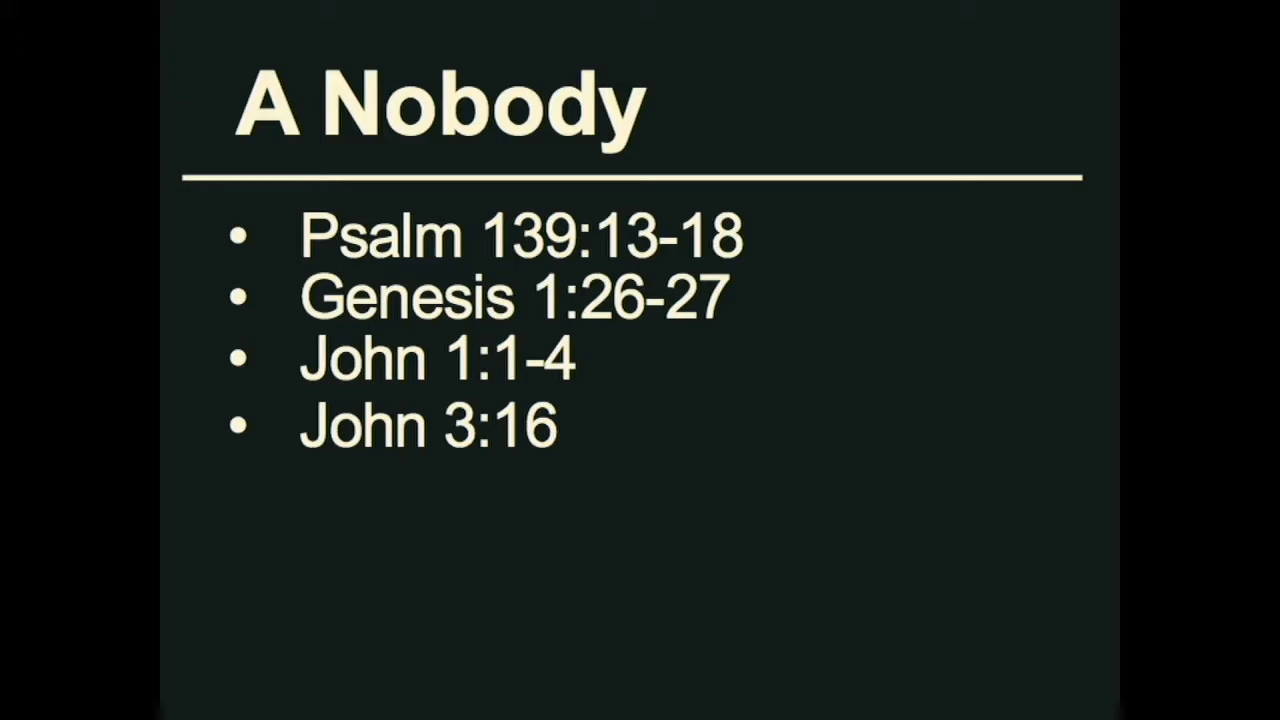 A Nobody
• Psalm 139:13-18
• Genesis 1:26-27
• John 1:1-4
• John 3:16